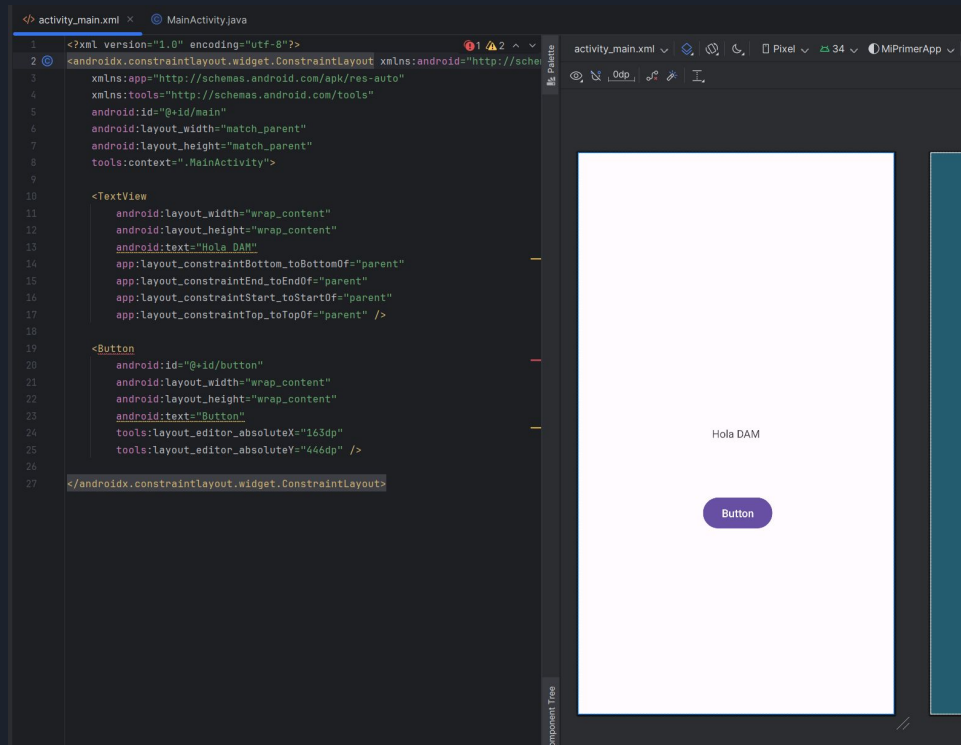 activity_main.xml
MainActivity.java
1 <?xml version="1.0" encoding="utf-8"?>
1 2
2 <androidx.constraintlayout.widget.ConstraintLayout xmlns:android="http://sche
3 xmlns:app="http://schemas.android.com/apk/res-auto"
4 xmlns:tools="http://schemas.android.com/tools"
5 android:id="@+id/main"
6 android:layout_width="match_parent"
7 android:layout_height="match_parent"
8 tools:context=".MainActivity">
9
10 <TextView
11 android:layout_width="wrap_content"
12 android:layout_height="wrap_content"
13 android:text="Hola DAM"
14 app:layout_constraintBottom_toBottomOf="parent"
15 app:layout_constraintEnd_toEndOf="parent"
16 app:layout_constraintStart_toStartOf="parent"
17 app:layout_constraintTop_toTopOf="parent" />
18
19 <Button
20 android:id="@+id/button"
21 android:layout_width="wrap_content"
22 android:layout_height="wrap_content"
23 android:text="Button"
24 tools:layout_editor_absoluteX="163dp"
25 tools:layout_editor_absoluteY="446dp" />
26
27 </androidx.constraintlayout.widget.ConstraintLayout>
Palette
activity_main.xml
Pixel
34
MiPrimerApp
0dp
Hola DAM
Button
omponent Tree